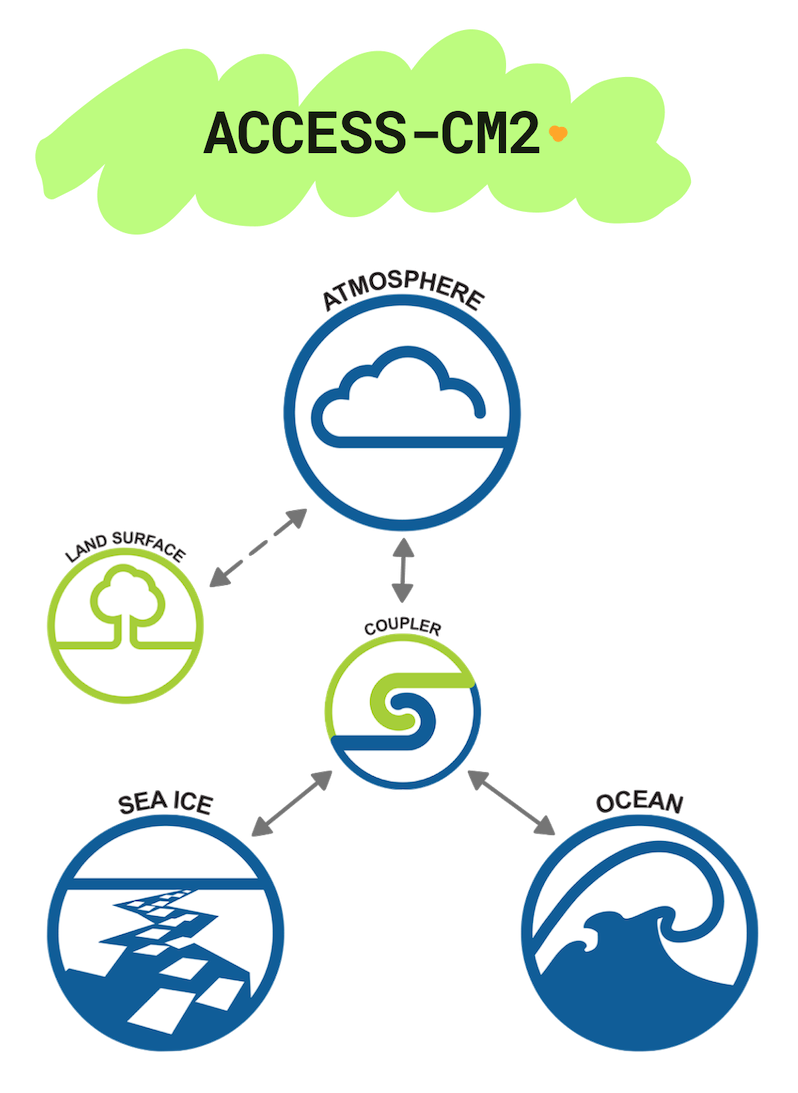 ACCESS-CM2
ATMOSPHERE
LAND SURFACE
COUPLER
SEA ICE
OCEAN